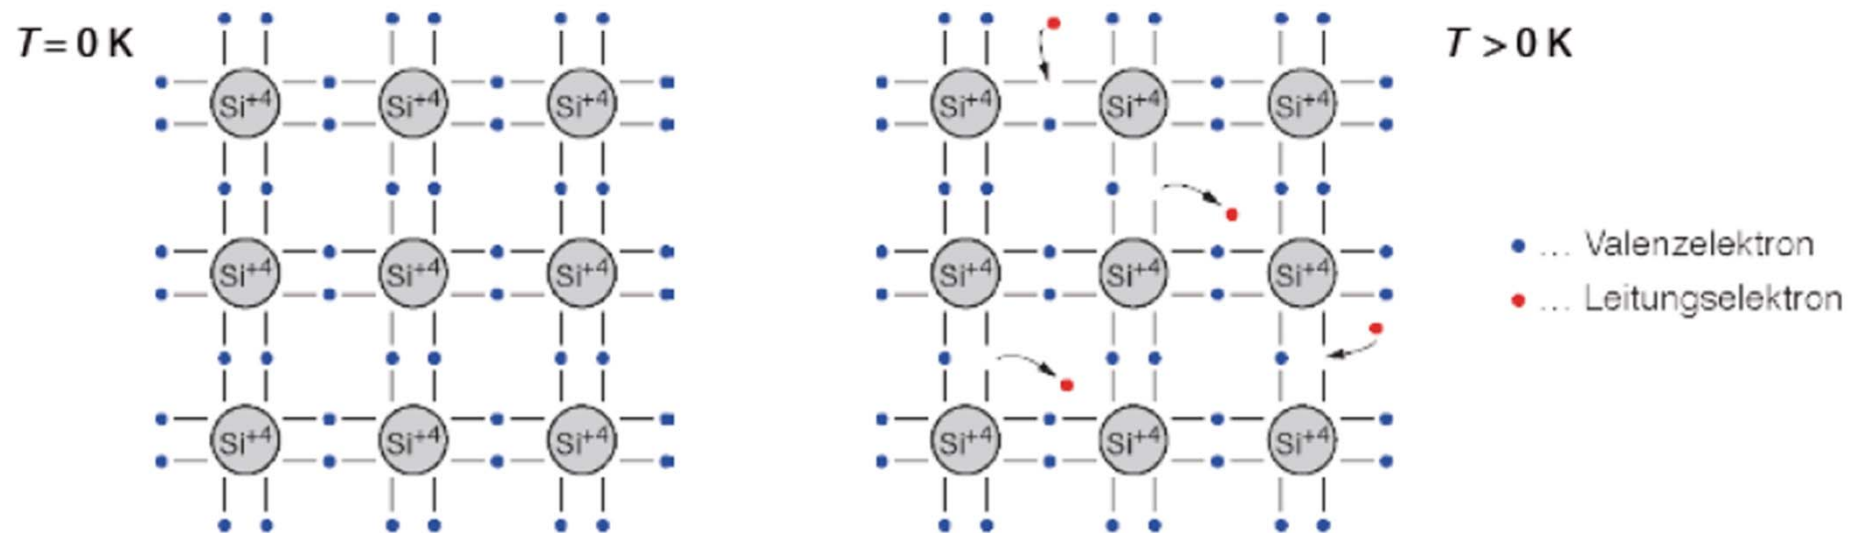 T = 0 K
T > 0 K
Si+4 Si+4 Si+4 Si+4 Si+4 Si+4
Si+4 Si+4 Si+4 Si+4 Si+4 Si+4
Si+4 Si+4 Si+4 Si+4 Si+4 Si+4
... Valenzelektron
... Leitungselektron